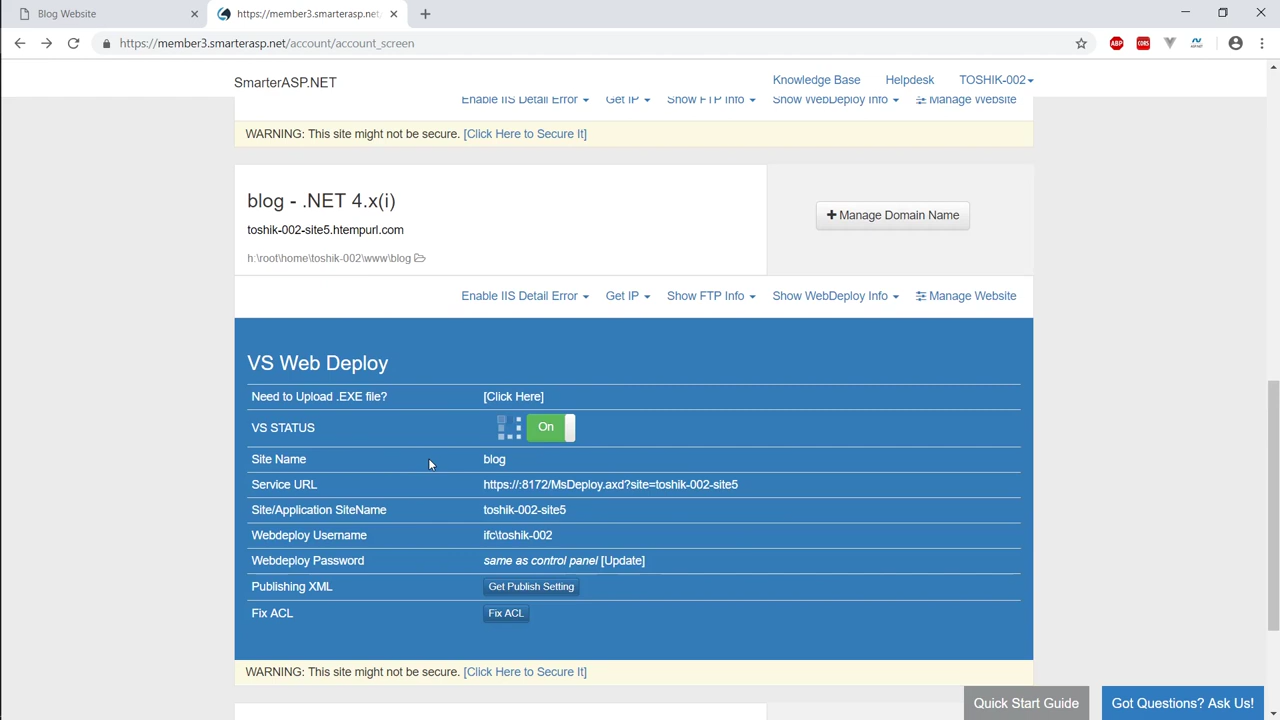 Blog Website
https://member3.smarterasp.net/
https://member3.smarterasp.net/account/account_screen
ABP
CORS
SmarterASP.NET
Knowledge Base Helpdesk TOSHIK-002
Enable IIS Detail Error Get IP Show FTP Info Show WebDeploy Info Manage Website
WARNING: This site might not be secure. [Click Here to Secure It]
blog - .NET 4.x(i)
Manage Domain Name
toshik-002-site5.htempurl.com
h:\root\home\toshik-002\www\blog
Enable IIS Detail Error Get IP Show FTP Info Show WebDeploy Info Manage Website
VS Web Deploy
Need to Upload .EXE file? [Click Here]
VS STATUS On
Site Name blog
Service URL https://:8172/MsDeploy.axd?site=toshik-002-site5
Site/Application SiteName toshik-002-site5
Webdeploy Username ifc\toshik-002
Webdeploy Password same as control panel [Update]
Publishing XML Get Publish Setting
Fix ACL Fix ACL
WARNING: This site might not be secure. [Click Here to Secure It]
Quick Start Guide Got Questions? Ask Us!